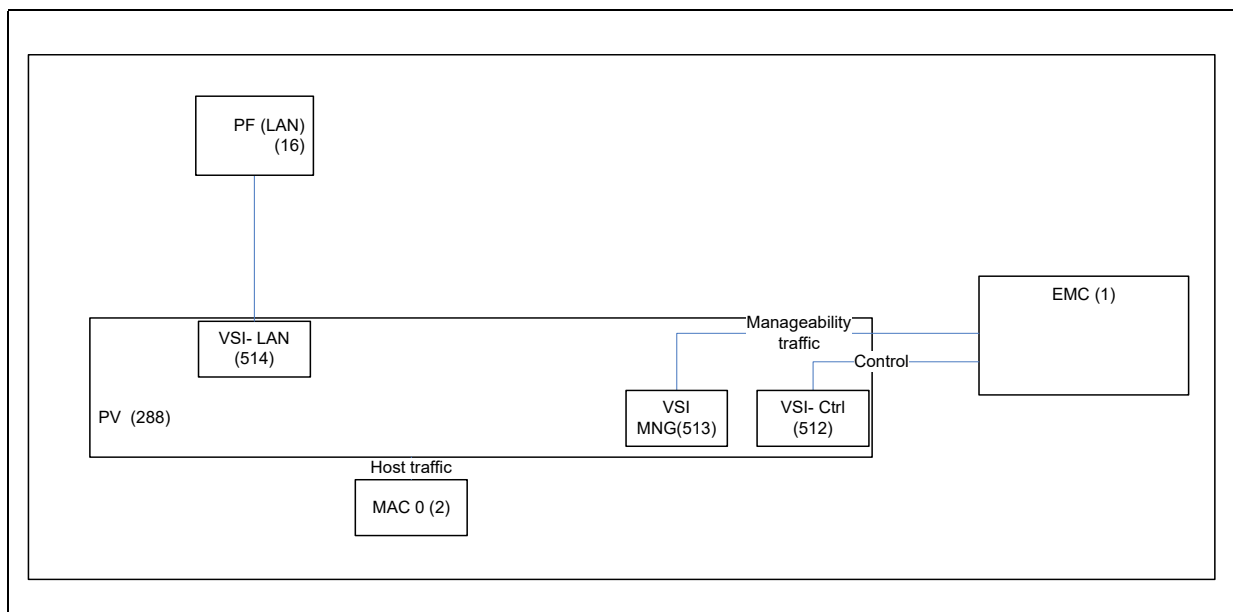 PF (LAN)
(16)
EMC (1)
Manageability
traffic
VSI- LAN
(514)
Control
VSI
MNG(513)
VSI- Ctrl
(512)
PV (288)
Host traffic
MAC 0 (2)